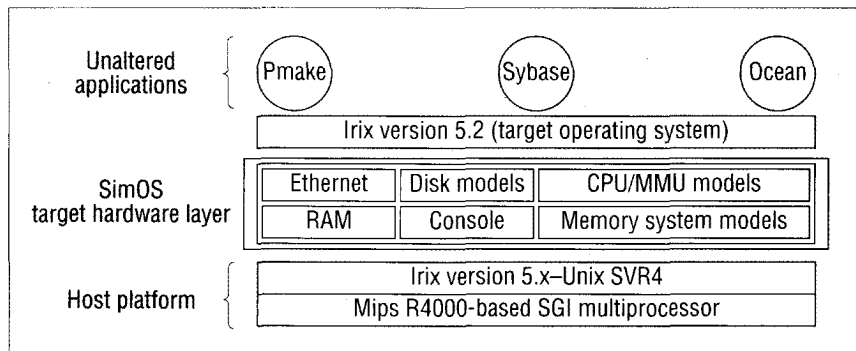 Unaltered
applications
Pmake
Sybase
Ocean
Irix version 5.2 (target operating system)
SimOS
target hardware layer
Ethernet
Disk models
CPU/MMU models
RAM
Console
Memory system models
Host platform
Irix version 5.x–Unix SVR4
Mips R4000-based SGI multiprocessor